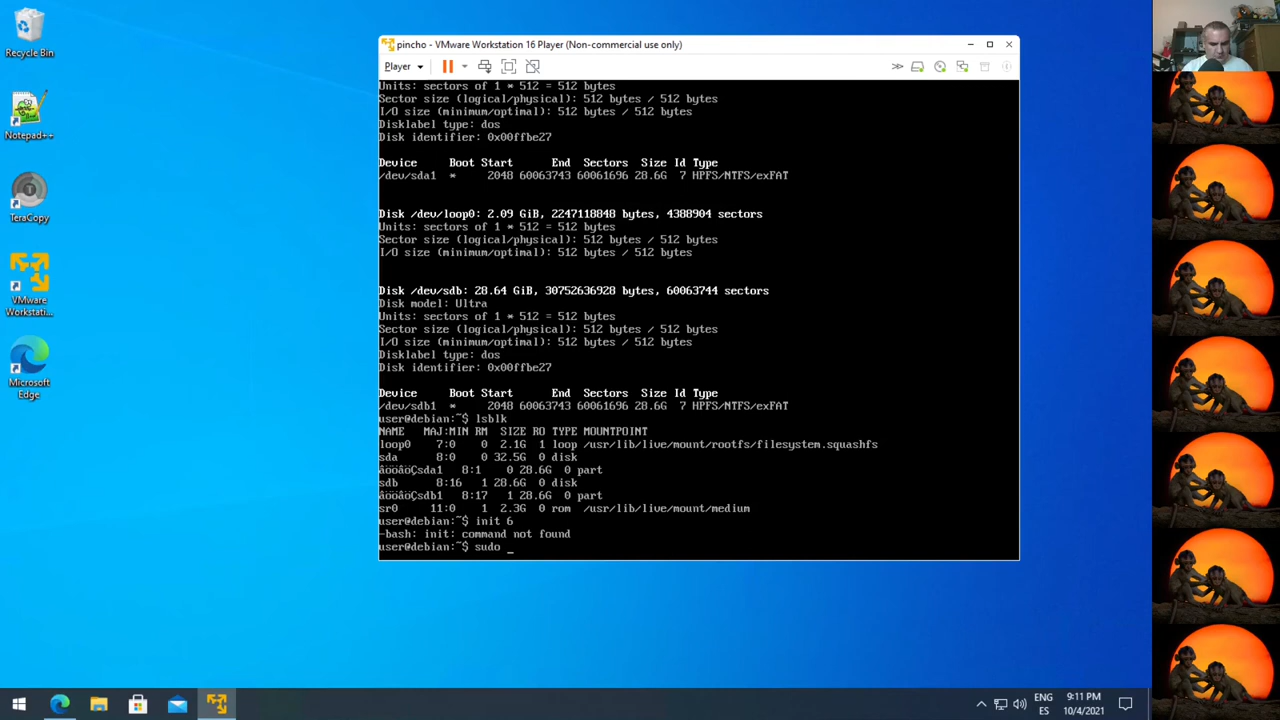 Recycle Bin
Notepad++
TeraCopy
VMware
Workstati...
Microsoft
Edge
pincho - VMware Workstation 16 Player (Non-commercial use only)
Player
Units: sectors of 1 * 512 = 512 bytes
Sector size (logical/physical): 512 bytes / 512 bytes
I/O size (minimum/optimal): 512 bytes / 512 bytes
Disklabel type: dos
Disk identifier: 0x00ffbe27
Device     Boot Start      End  Sectors  Size Id Type
/dev/sda1  *     2048 60063743 60061696 28.6G  7 HPFS/NTFS/exFAT
Disk /dev/loop0: 2.09 GiB, 2247118848 bytes, 4388904 sectors
Units: sectors of 1 * 512 = 512 bytes
Sector size (logical/physical): 512 bytes / 512 bytes
I/O size (minimum/optimal): 512 bytes / 512 bytes
Disk /dev/sdb: 28.64 GiB, 30752636928 bytes, 60063744 sectors
Disk model: Ultra
Units: sectors of 1 * 512 = 512 bytes
Sector size (logical/physical): 512 bytes / 512 bytes
I/O size (minimum/optimal): 512 bytes / 512 bytes
Disklabel type: dos
Disk identifier: 0x00ffbe27
Device     Boot Start      End  Sectors  Size Id Type
/dev/sdb1  *     2048 60063743 60061696 28.6G  7 HPFS/NTFS/exFAT
user@debian:~$ lsblk
NAME   MAJ:MIN RM  SIZE RO TYPE MOUNTPOINT
loop0    7:0    0  2.1G  1 loop /usr/lib/live/mount/rootfs/filesystem.squashfs
sda      8:0    0 32.5G  0 disk
âöööâöÇsda1   8:1    0 28.6G  0 part
sdb      8:16   1 28.6G  0 disk
âöööâöÇsdb1   8:17   1 28.6G  0 part
sr0     11:0    1  2.3G  0 rom  /usr/lib/live/mount/medium
user@debian:~$ init 6
-bash: init: command not found
user@debian:~$ sudo _
ENG
ES
9:11 PM
10/4/2021